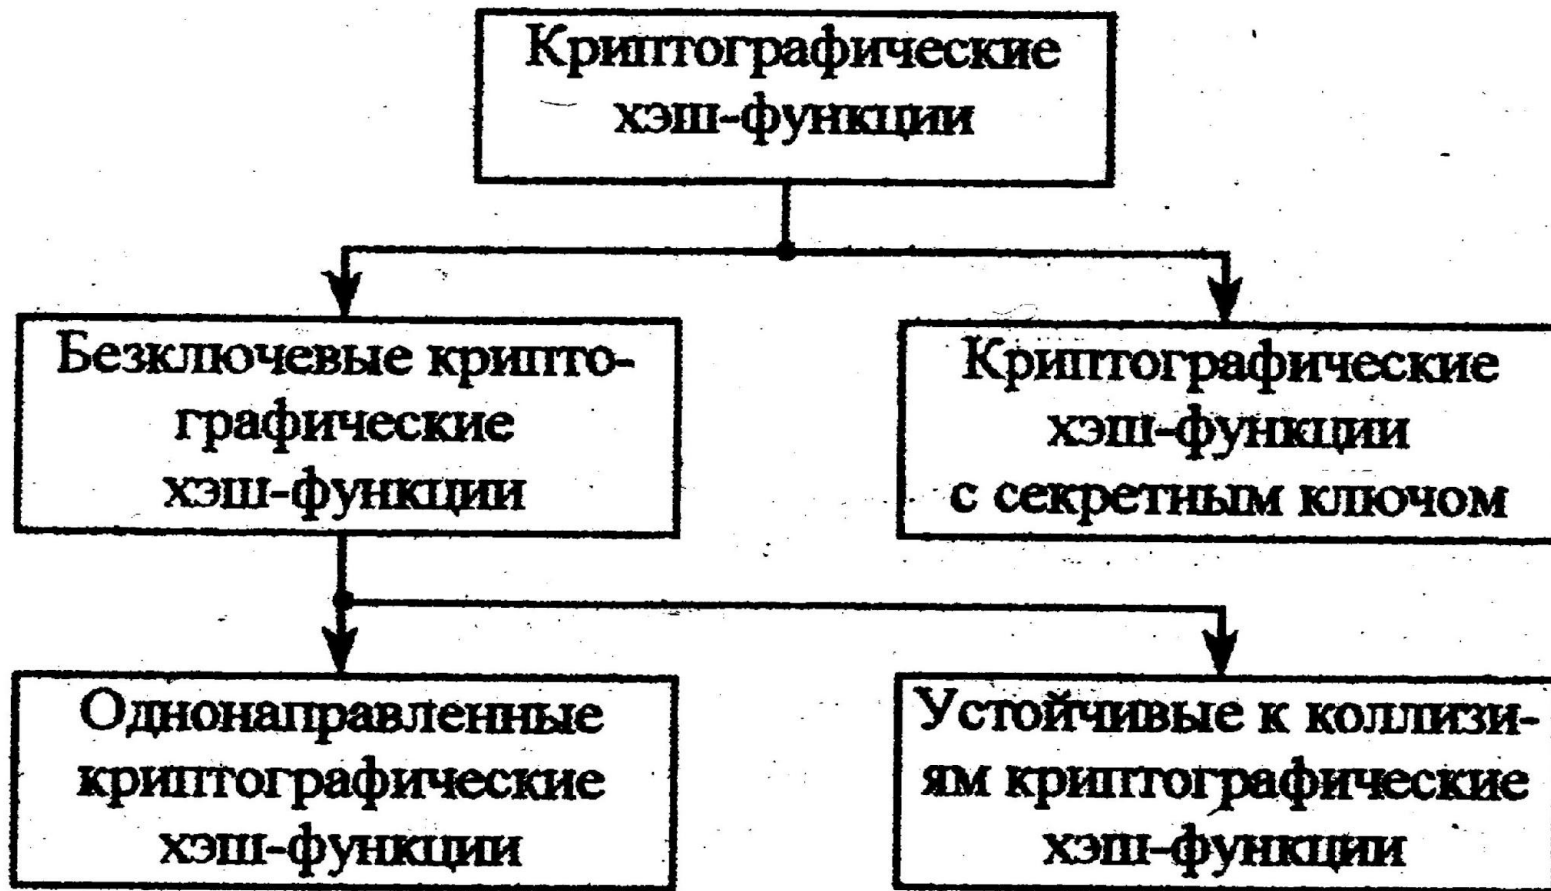 Криптографические
хэш-функции
Безключевые крипто-
графические
хэш-функции
Криптографические
хэш-функции
с секретным ключом
Однонаправленные
криптографические
хэш-функции
Устойчивые к коллизи-
ям криптографические
хэш-функции